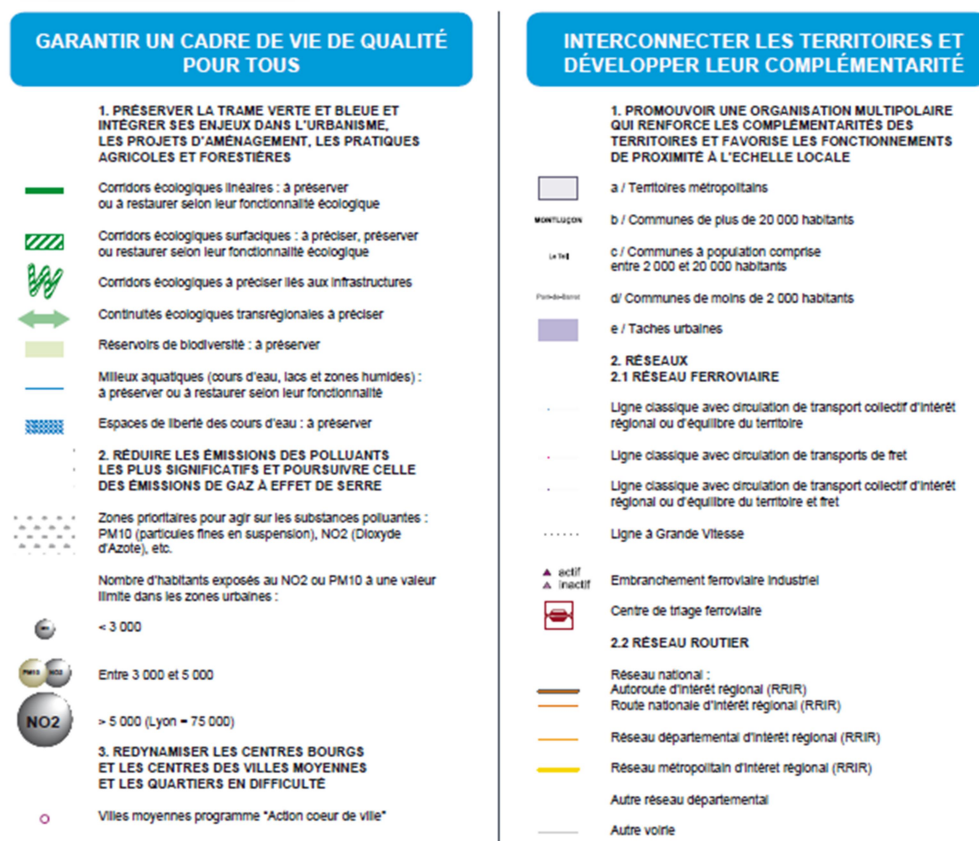 GARANTIR UN CADRE DE VIE DE QUALITÉ
POUR TOUS
1. PRÉSERVER LA TRAME VERTE ET BLEUE ET
INTÉGRER SES ENJEUX DANS L'URBANISME,
LES PROJETS D'AMÉNAGEMENT, LES PRATIQUES
AGRICOLES ET FORESTIÈRES
Corridors écologiques linéaires : à préserver
ou à restaurer selon leur fonctionnalité écologique
Corridors écologiques surfaciques : à préciser, préserver
ou restaurer selon leur fonctionnalité écologique
Corridors écologiques à préciser liés aux infrastructures
Continuités écologiques transrégionales à préciser
Réservoirs de biodiversité : à préserver
Milieux aquatiques (cours d'eau, lacs et zones humides) :
à préserver ou à restaurer selon leur fonctionnalité
Espaces de liberté des cours d'eau : à préserver
2. RÉDUIRE LES ÉMISSIONS DES POLLUANTS
LES PLUS SIGNIFICATIFS ET POURSUIVRE CELLE
DES ÉMISSIONS DE GAZ À EFFET DE SERRE
Zones prioritaires pour agir sur les substances polluantes :
PM10 (particules fines en suspension), NO2 (Dioxyde
d'Azote), etc.
Nombre d'habitants exposés au NO2 ou PM10 à une valeur
limite dans les zones urbaines :
< 3 000
PM10 NO2
Entre 3 000 et 5 000
NO2
> 5 000 (Lyon = 75 000)
3. REDYNAMISER LES CENTRES BOURGS
ET LES CENTRES DES VILLES MOYENNES
ET LES QUARTIERS EN DIFFICULTÉ
Villes moyennes programme "Action coeur de ville"
INTERCONNECTER LES TERRITOIRES ET
DÉVELOPPER LEUR COMPLÉMENTARITÉ
1. PROMOUVOIR UNE ORGANISATION MULTIPOLAIRE
QUI RENFORCE LES COMPLÉMENTARITÉS DES
TERRITOIRES ET FAVORISE LES FONCTIONNEMENTS
DE PROXIMITÉ À L'ECHELLE LOCALE
a / Territoires métropolitains
MONTLUÇON
b / Communes de plus de 20 000 habitants
Le Teil
c / Communes à population comprise
entre 2 000 et 20 000 habitants
d/ Communes de moins de 2 000 habitants
e / Taches urbaines
2. RÉSEAUX
2.1 RÉSEAU FERROVIAIRE
Ligne classique avec circulation de transport collectif d'intérêt
régional ou d'équilibre du territoire
Ligne classique avec circulation de transports de fret
Ligne classique avec circulation de transport collectif d'intérêt
régional ou d'équilibre du territoire et fret
Ligne à Grande Vitesse
actif
inactif
Embranchement ferroviaire industriel
Centre de triage ferroviaire
2.2 RÉSEAU ROUTIER
Réseau national :
Autoroute d'intérêt régional (RRIR)
Route nationale d'intérêt régional (RRIR)
Réseau départemental d'intérêt régional (RRIR)
Réseau métropolitain d'intéret régional (RRIR)
Autre réseau départemental
Autre voirie